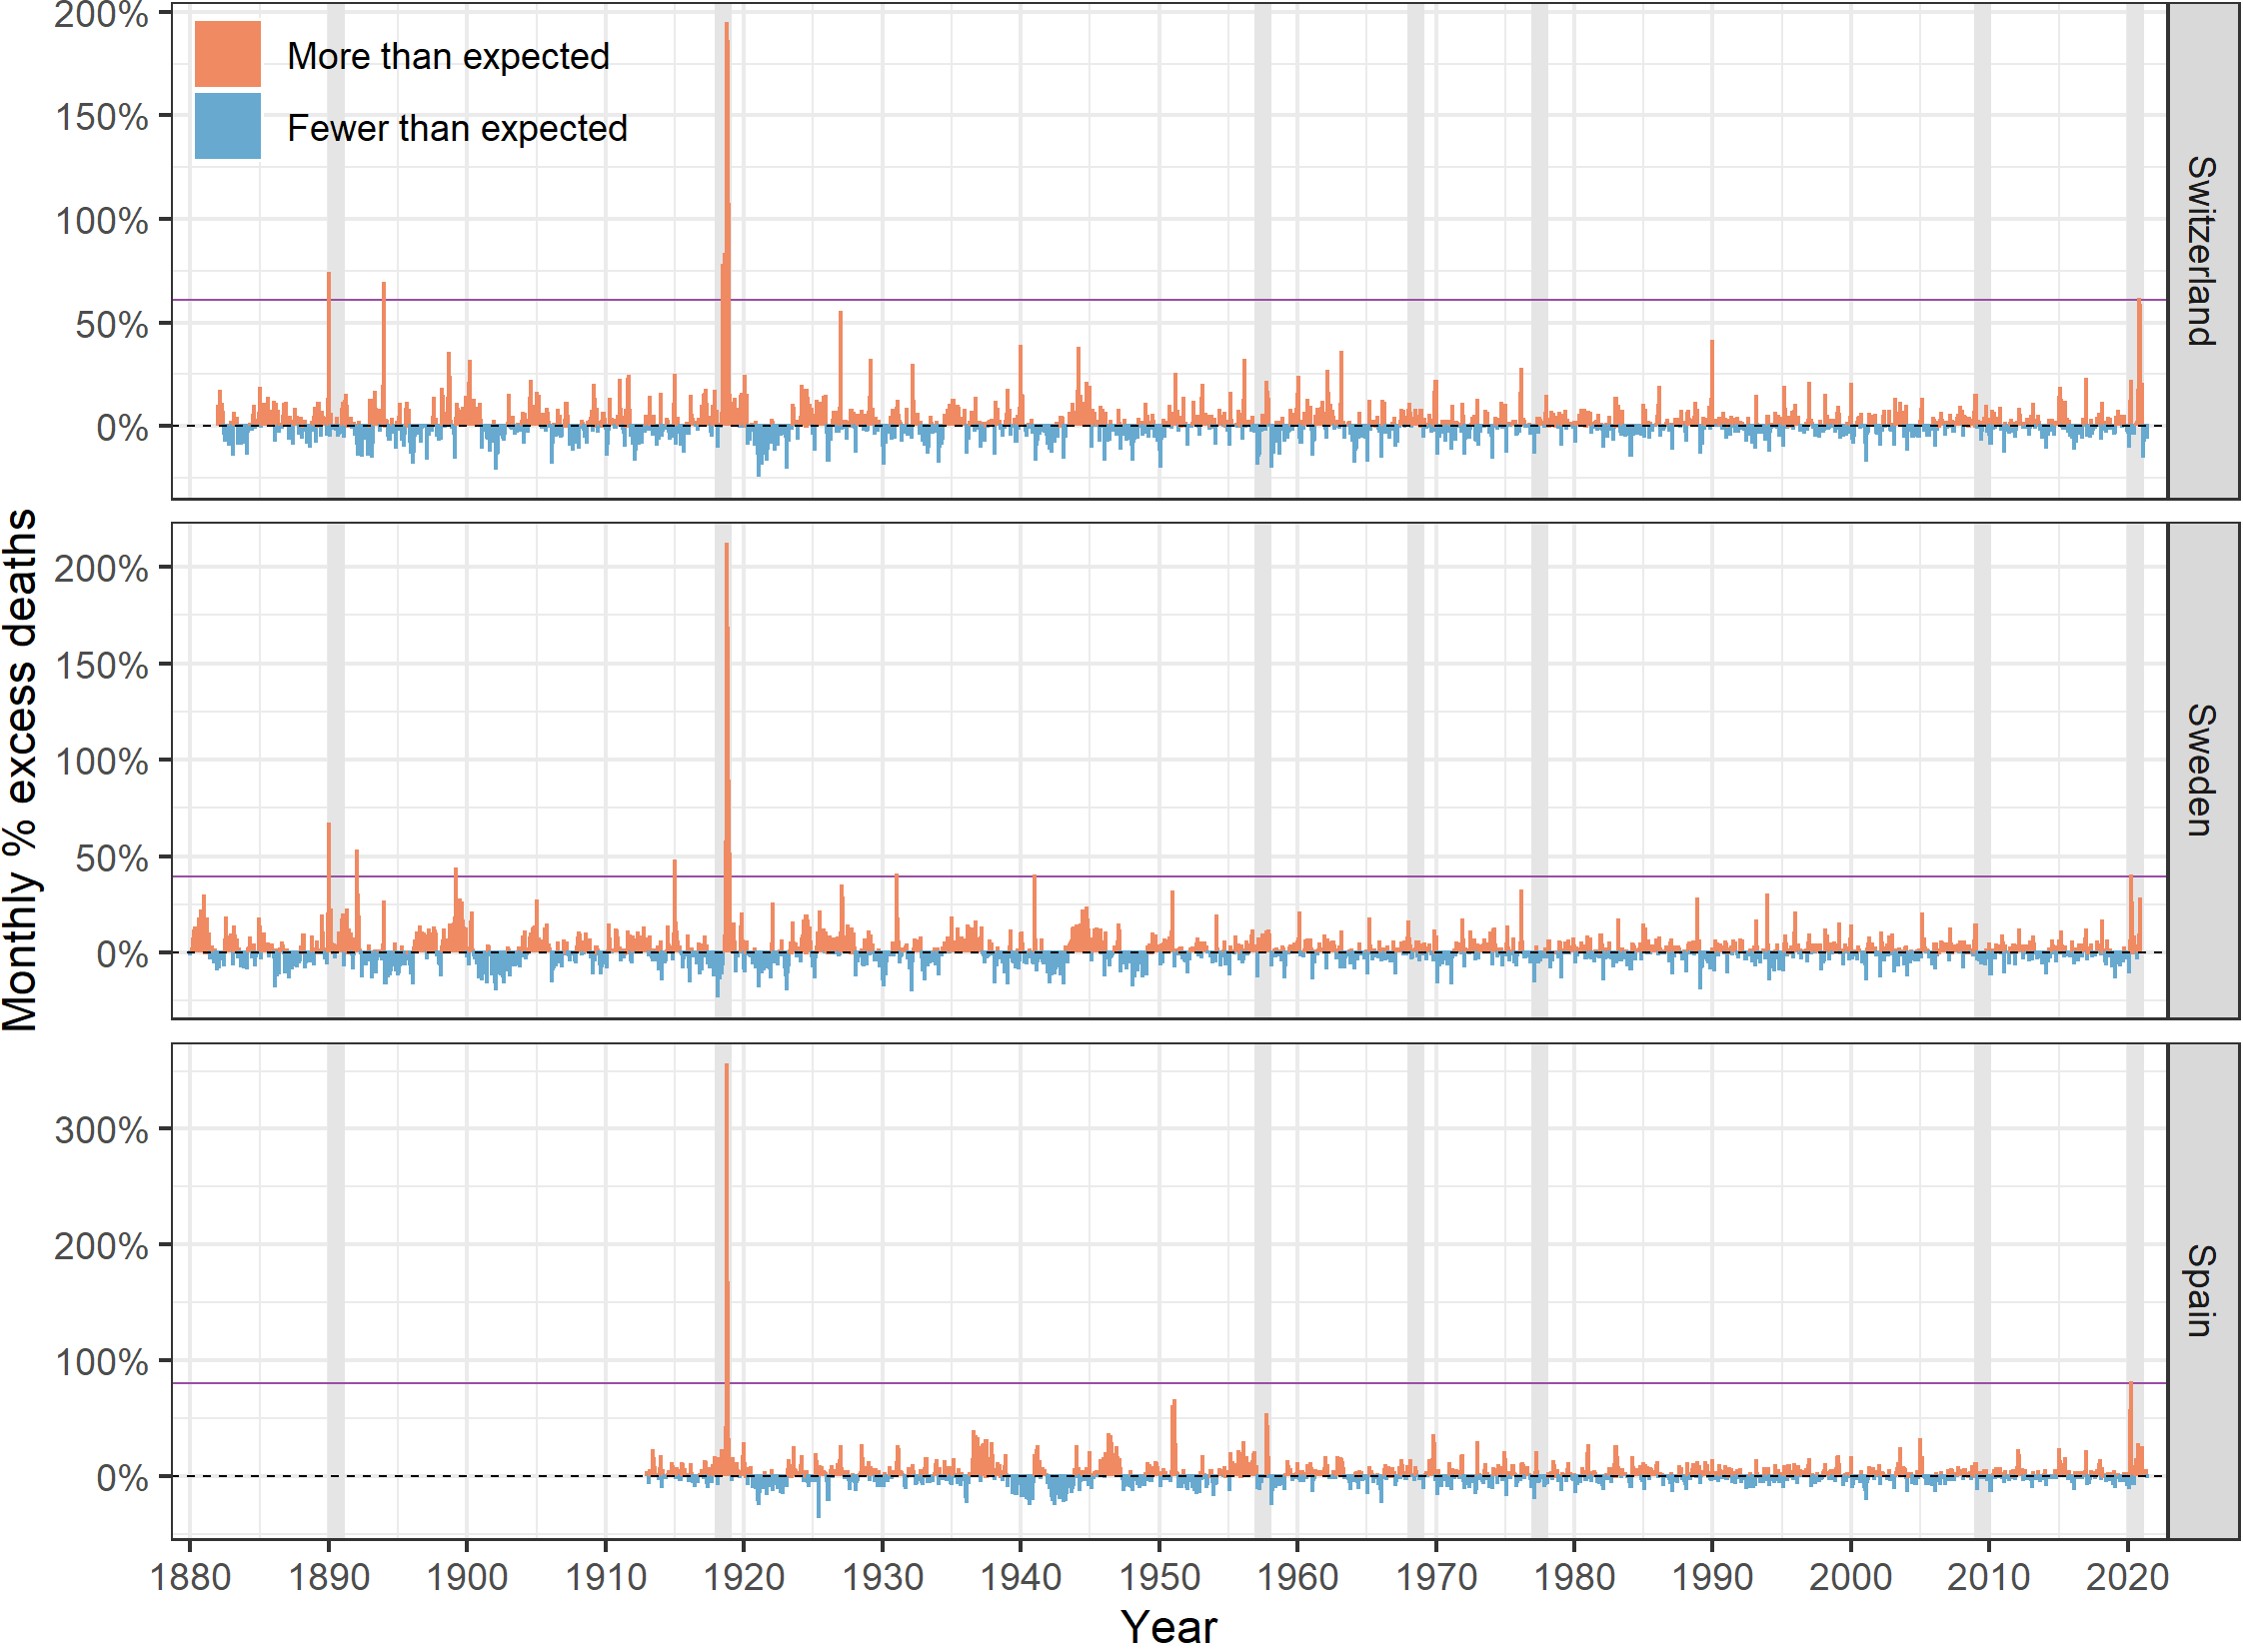 Monthly % excess deaths
200%
150%
100%
50%
0%
More than expected
Fewer than expected
Switzerland
200%
150%
100%
50%
0%
Sweden
300%
200%
100%
0%
Spain
1880 1890 1900 1910 1920 1930 1940 1950 1960 1970 1980 1990 2000 2010 2020
Year